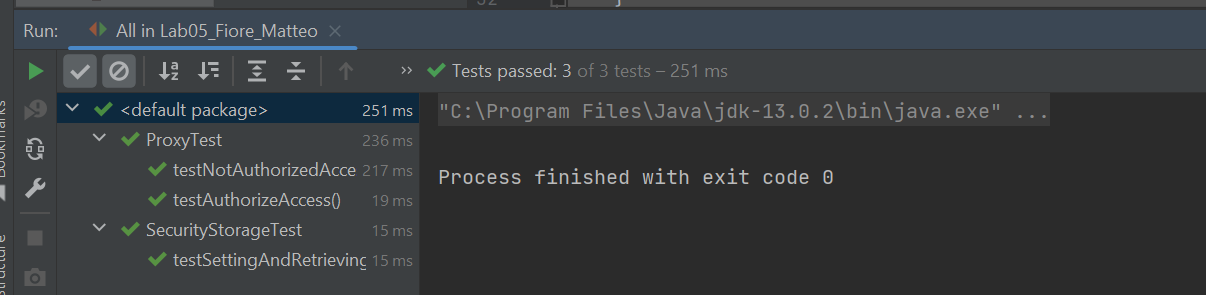 Run: All in Lab05_Fiore_Matteo
Tests passed: 3 of 3 tests – 251 ms
<default package> 251 ms
ProxyTest 236 ms
testNotAuthorizedAcce 217 ms
testAuthorizeAccess() 19 ms
SecurityStorageTest 15 ms
testSettingAndRetrieving 15 ms
"C:\Program Files\Java\jdk-13.0.2\bin\java.exe" ...
Process finished with exit code 0
Bookmarks
Structure